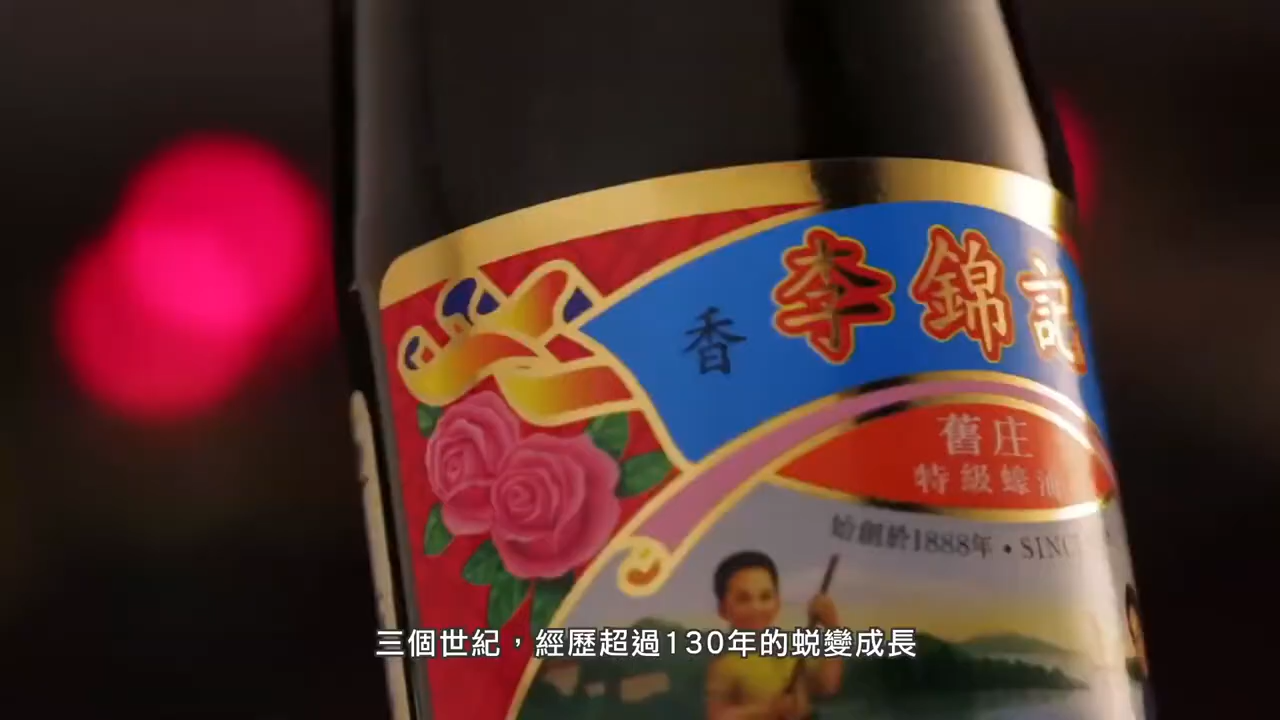 李錦記
香
舊庄
特級蠔油
始創於1888年 • SINC
三個世紀，經歷超過130年的蛻變成長